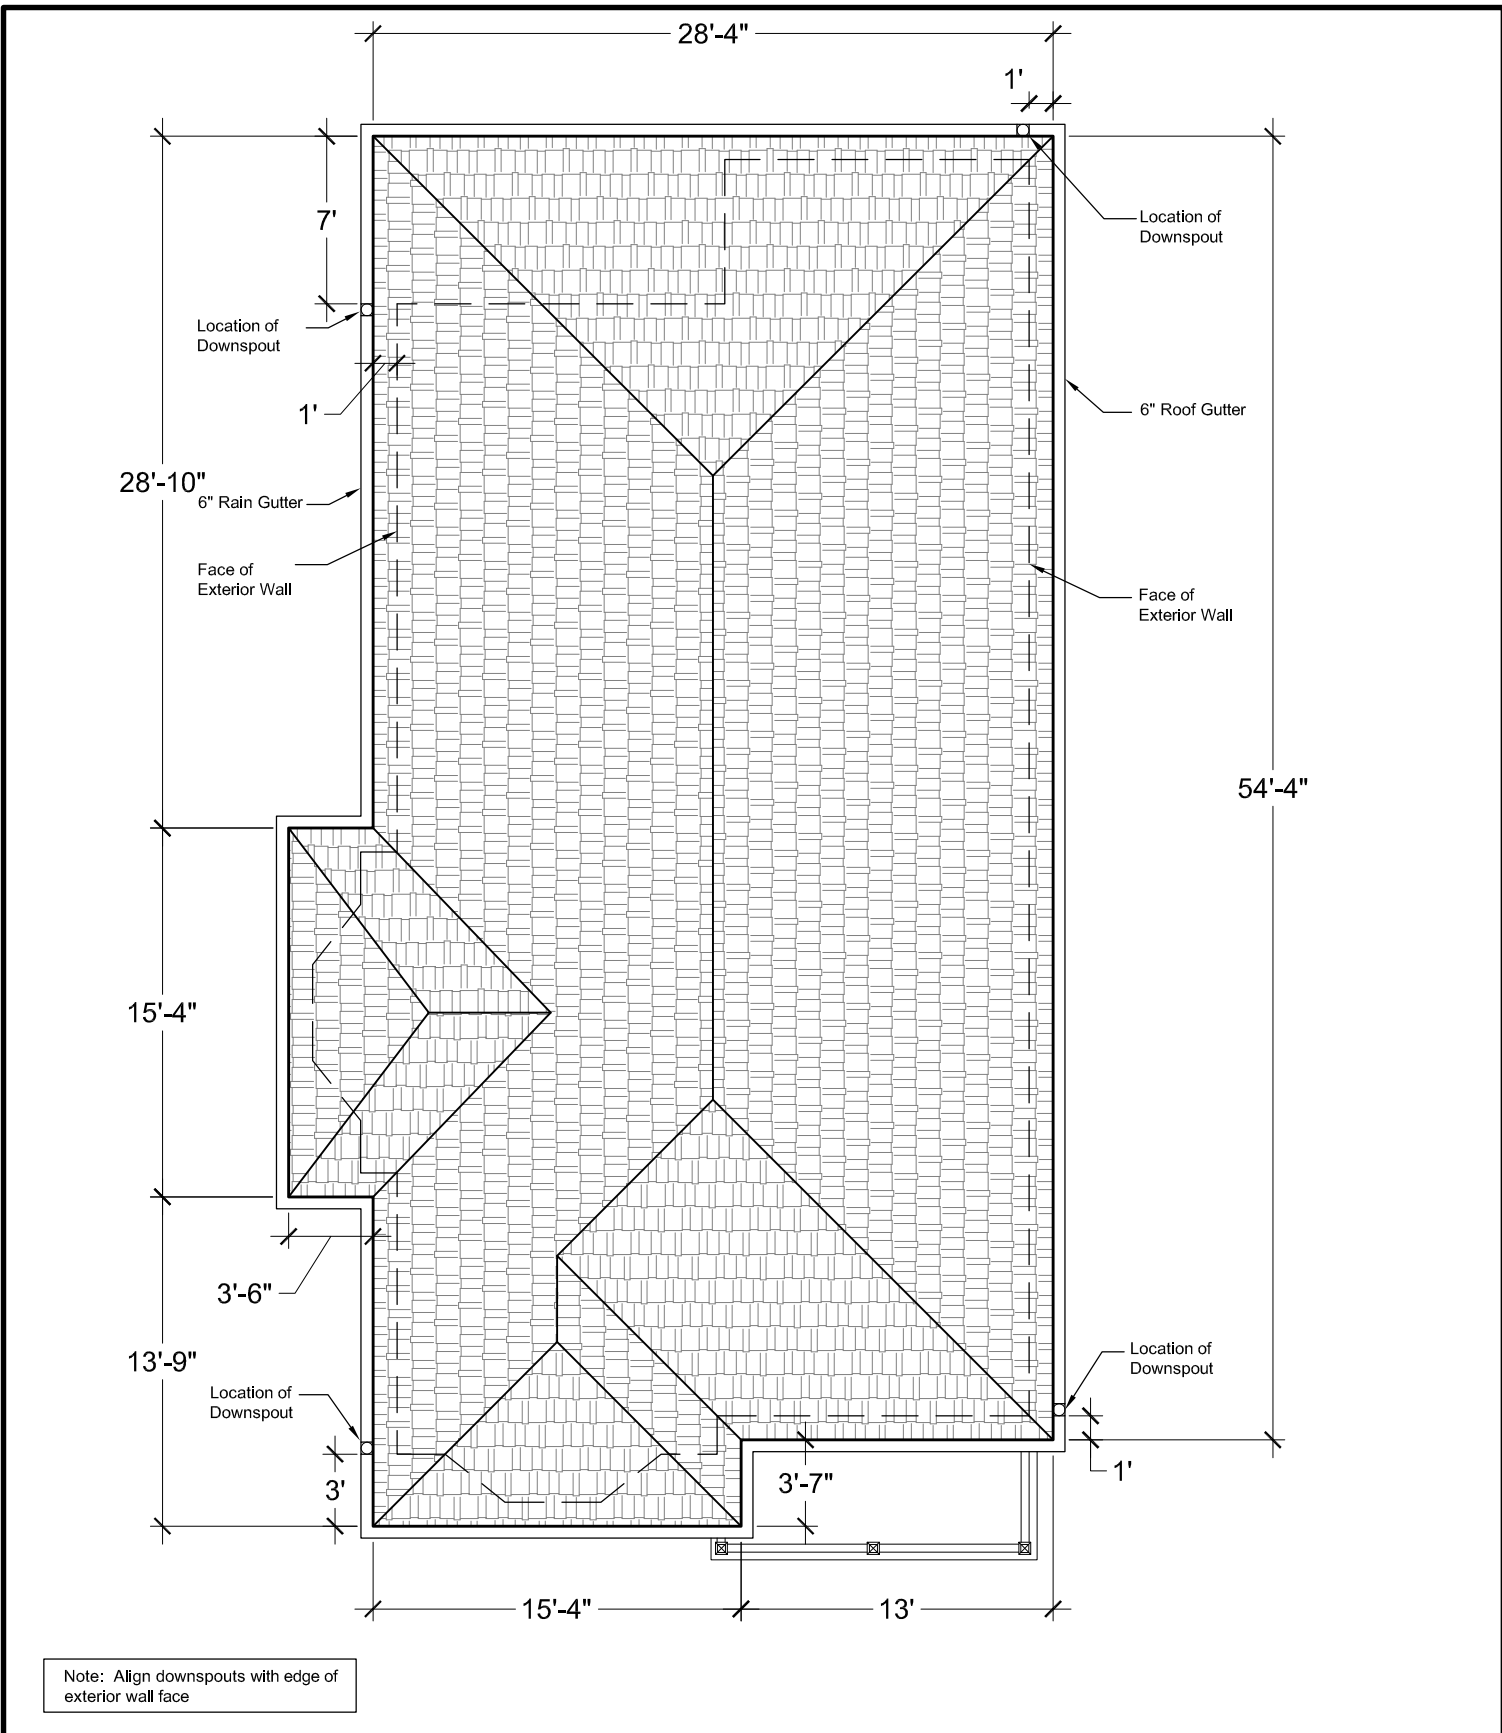 28'-4"
1'
7'
Location of
Downspout
Location of
Downspout
1'
6" Roof Gutter
28'-10"
6" Rain Gutter
Face of
Exterior Wall
Face of
Exterior Wall
54'-4"
15'-4"
3'-6"
13'-9"
Location of
Downspout
Location of
Downspout
3'
3'-7"
1'
15'-4"
13'
Note: Align downspouts with edge of
exterior wall face